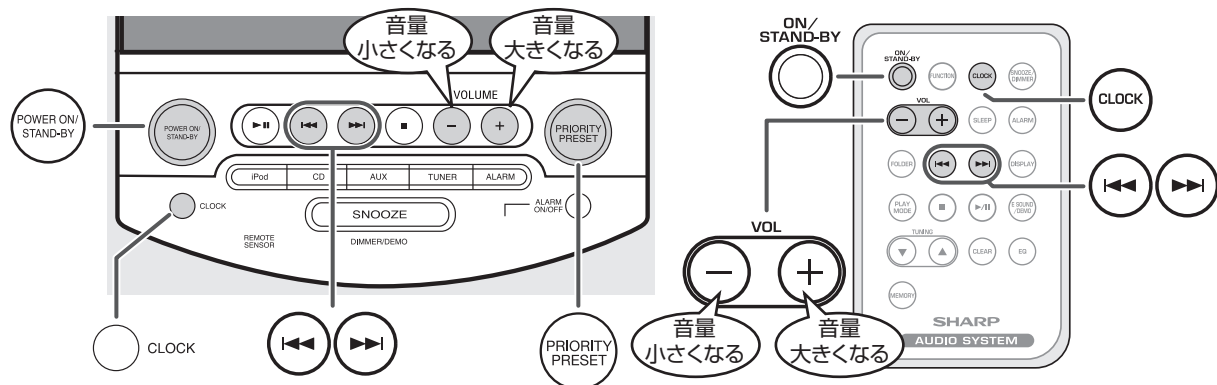 音量
小さくなる
音量
大きくなる
VOLUME
POWER ON/
STAND-BY
POWER ON/
STAND-BY
PRIORITY
PRESET
iPod
CD
AUX
TUNER
ALARM
CLOCK
SNOOZE
ALARM
ON/OFF
REMOTE
SENSOR
DIMMER/DEMO
CLOCK
PRIORITY
PRESET
ON/
STAND-BY
ON/
STAND-BY
FUNCTION
CLOCK
SNOOZE/
DIMMER
CLOCK
VOL
SLEEP
ALARM
FOLDER
DISPLAY
PLAY
MODE
E.SOUND
/DEMO
TUNING
CLEAR
EQ
MEMORY
VOL
音量
小さくなる
音量
大きくなる
SHARP
AUDIO SYSTEM